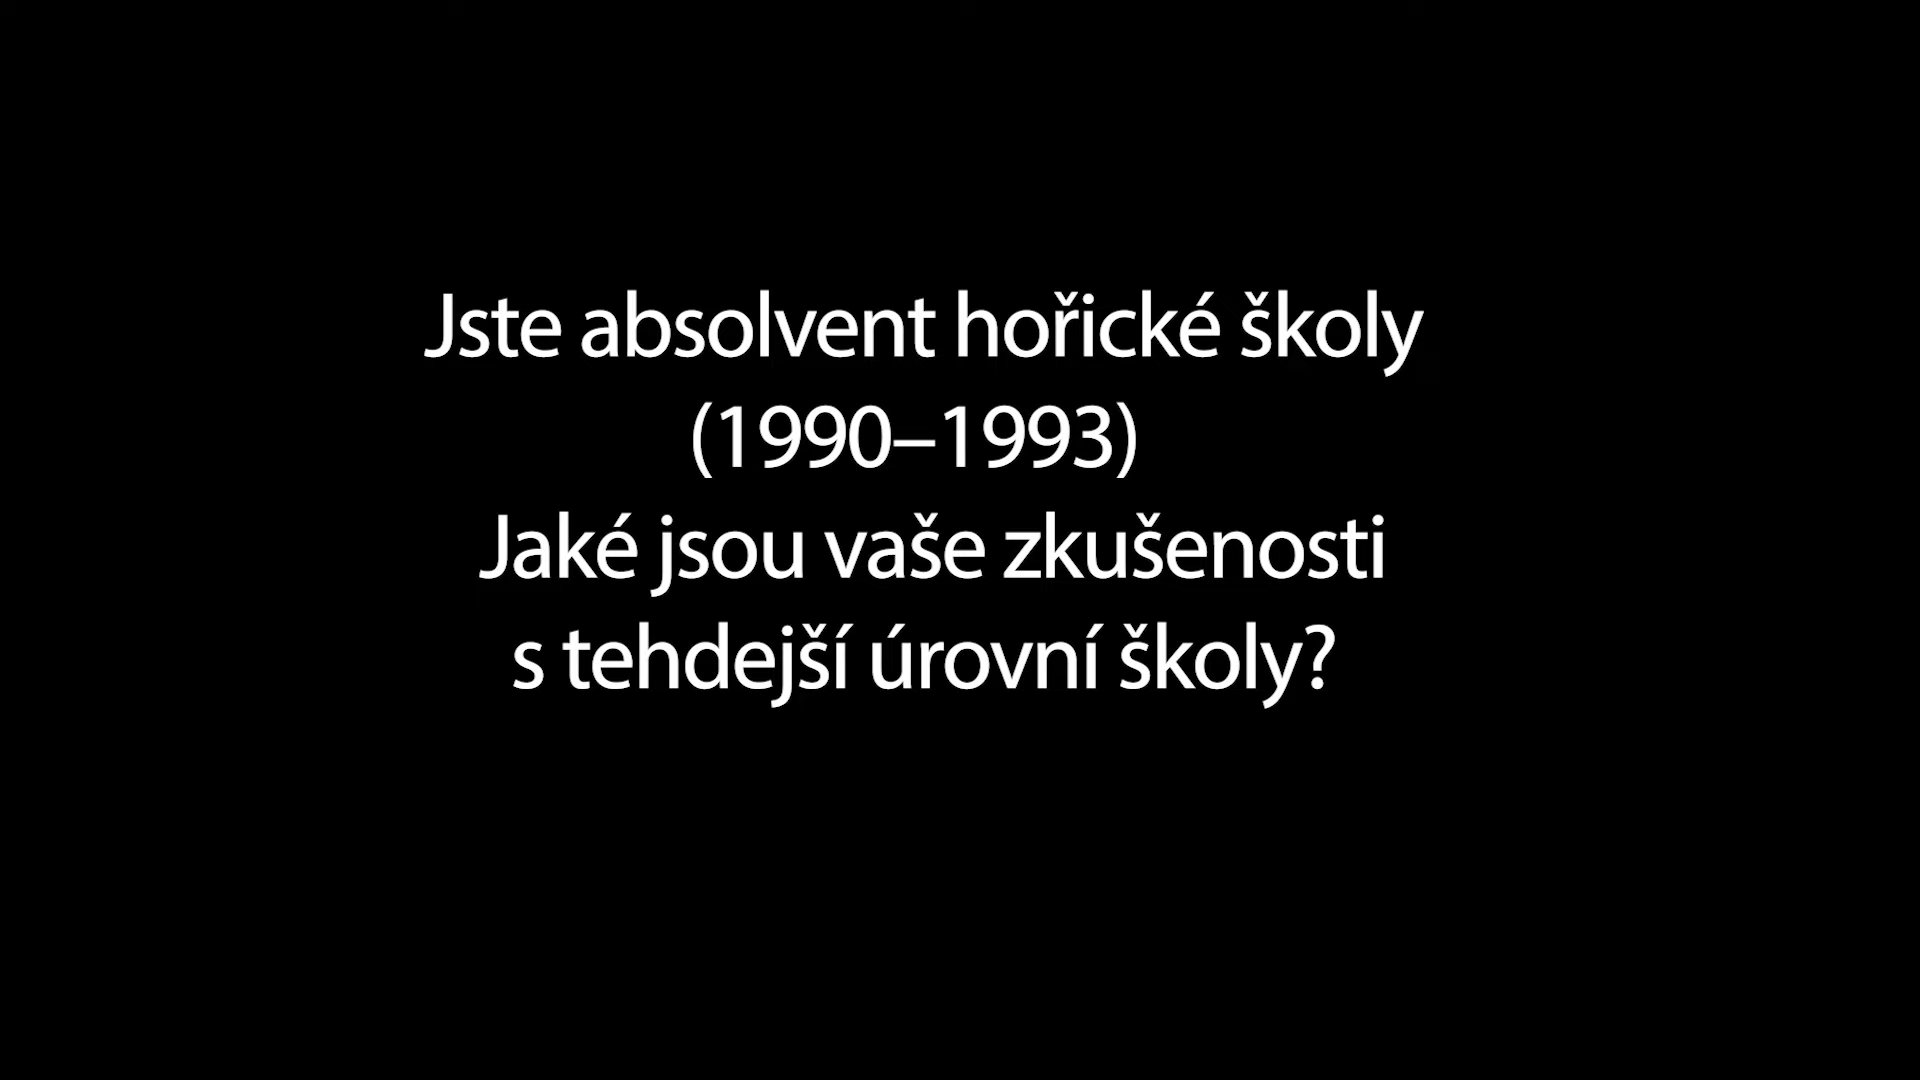 Jste absolvent hořické školy
(1990–1993)
Jaké jsou vaše zkušenosti
s tehdejší úrovní školy?